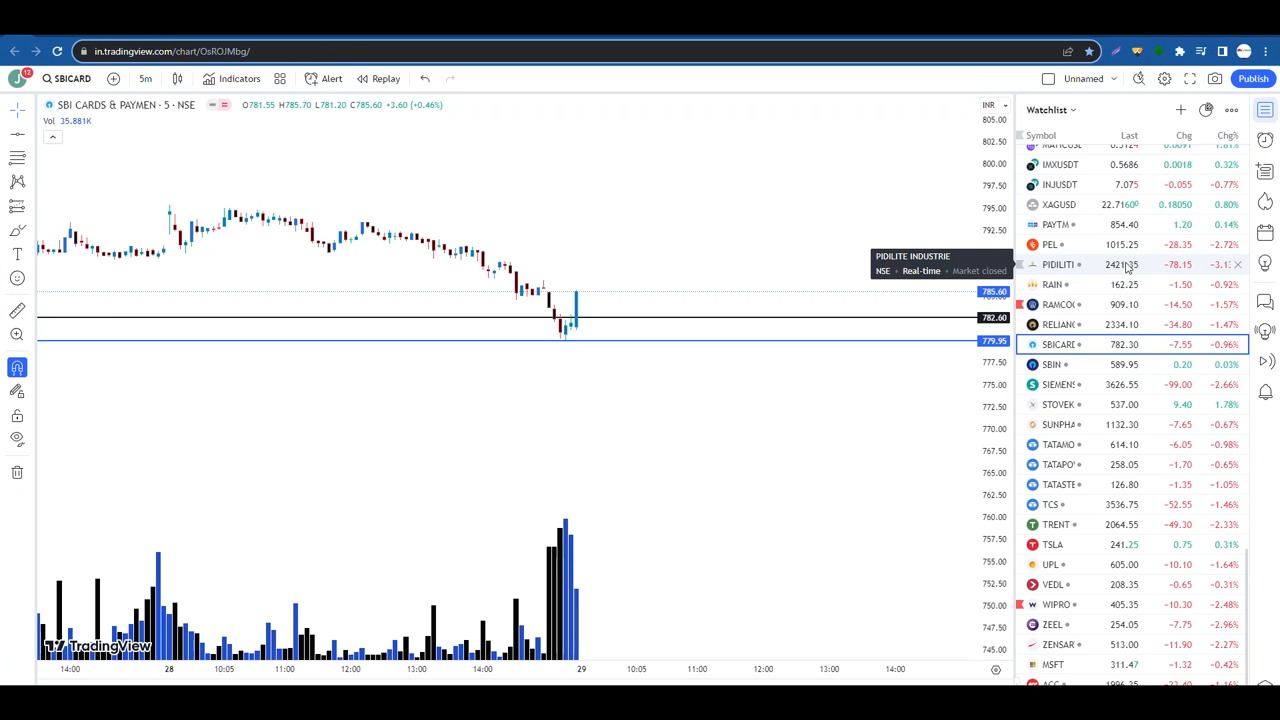 in.tradingview.com/chart/OsROJMbg/
J 12 SBICARD 5m Indicators Alert Replay Unnamed Publish
SBI CARDS & PAYMEN · 5 · NSE O781.55 H785.70 L781.20 C785.60 +3.60 (+0.46%)
Vol 35.881K
INR
805.00
802.50
800.00
797.50
795.00
792.50
785.60
782.60
779.95
777.50
775.00
772.50
770.00
767.50
765.00
762.50
760.00
757.50
755.00
752.50
750.00
747.50
745.00
PIDILITE INDUSTRIE
NSE • Real-time • Market closed
TradingView
14:00 28 10:05 11:00 12:00 13:00 14:00 29 10:05 11:00 12:00 13:00 14:00
Watchlist
Symbol Last Chg Chg%
IMXUSDT 0.5686 0.0018 0.32%
INJUSDT 7.075 −0.055 −0.77%
XAGUSD 22.7160⁰ 0.18050 0.80%
PAYTM 854.40 1.20 0.14%
PEL 1015.25 −28.35 −2.72%
PIDILITI 2421.35 −78.15
RAIN 162.25 −1.50 −0.92%
RAMCO 909.10 −14.50 −1.57%
RELIANC 2334.10 −34.80 −1.47%
SBICARD 782.30 −7.55 −0.96%
SBIN 589.95 0.20 0.03%
SIEMENS 3626.55 −99.00 −2.66%
STOVEK 537.00 9.40 1.78%
SUNPHA 1132.30 −7.65 −0.67%
TATAMO 614.10 −6.05 −0.98%
TATAPO 258.05 −1.70 −0.65%
TATASTE 126.80 −1.35 −1.05%
TCS 3536.75 −52.55 −1.46%
TRENT 2064.55 −49.30 −2.33%
TSLA 241.25 0.75 0.31%
UPL 605.00 −10.10 −1.64%
VEDL 208.35 −0.65 −0.31%
WIPRO 405.35 −10.30 −2.48%
ZEEL 254.05 −7.75 −2.96%
ZENSAR 513.00 −11.90 −2.27%
MSFT 311.47 −1.32 −0.42%